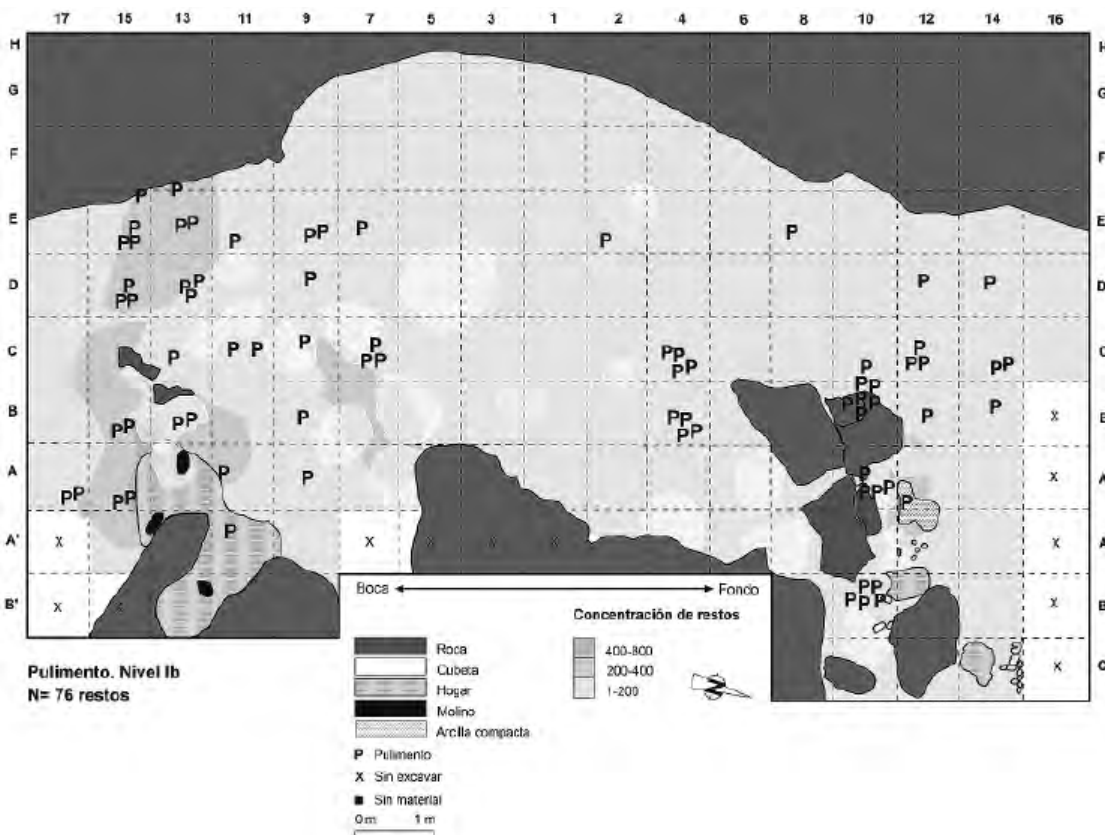 17 15 13 11 9 7 5 3 1 2 4 6 8 10 12 14 16
H H
G G
F F
P P
E P P P P P P P P P P P E
P P
D P P P P P P P P P D
P P
C P P P P P P P P P P P P P P P P P C
B P P P P P P P P P P P P P P P P P P X
A P P P P P P P P P P P X A
A' X P X X X X X A
B' X X P P P P P X B
X
Boca Fondo
Pulimento. Nivel Ib
N= 76 restos
Roca
Cubeta
Hogar
Molino
Arcilla compacta
P Pulimento
X Sin excavar
■ Sin material
0m 1 m
Concentración de restos
400-800
200-400
1-200
N